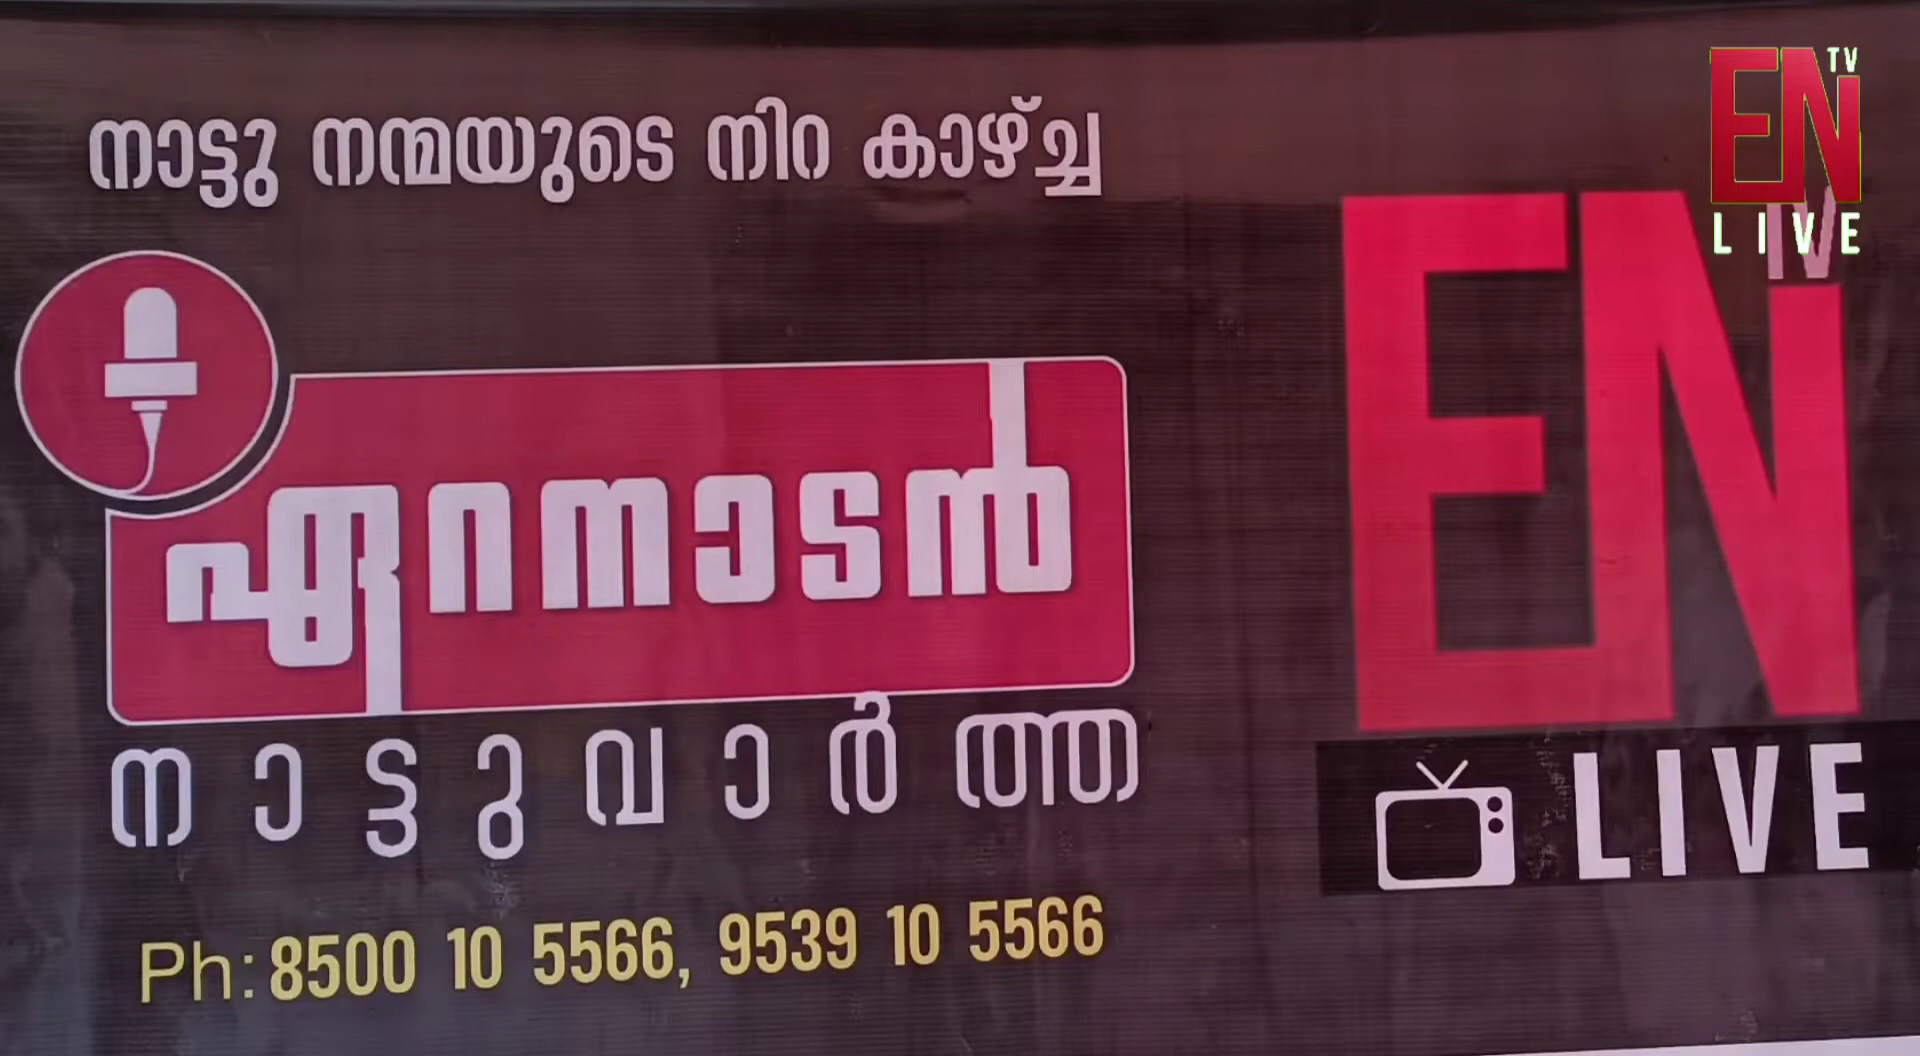 നാട്ടു നന്മയുടെ നിറ കാഴ്ച്ച
ഏറനാടൻ
നാട്ടുവാർത്ത
Ph: 8500 10 5566, 9539 10 5566
EN TV
LIVE
EN TV
LIVE